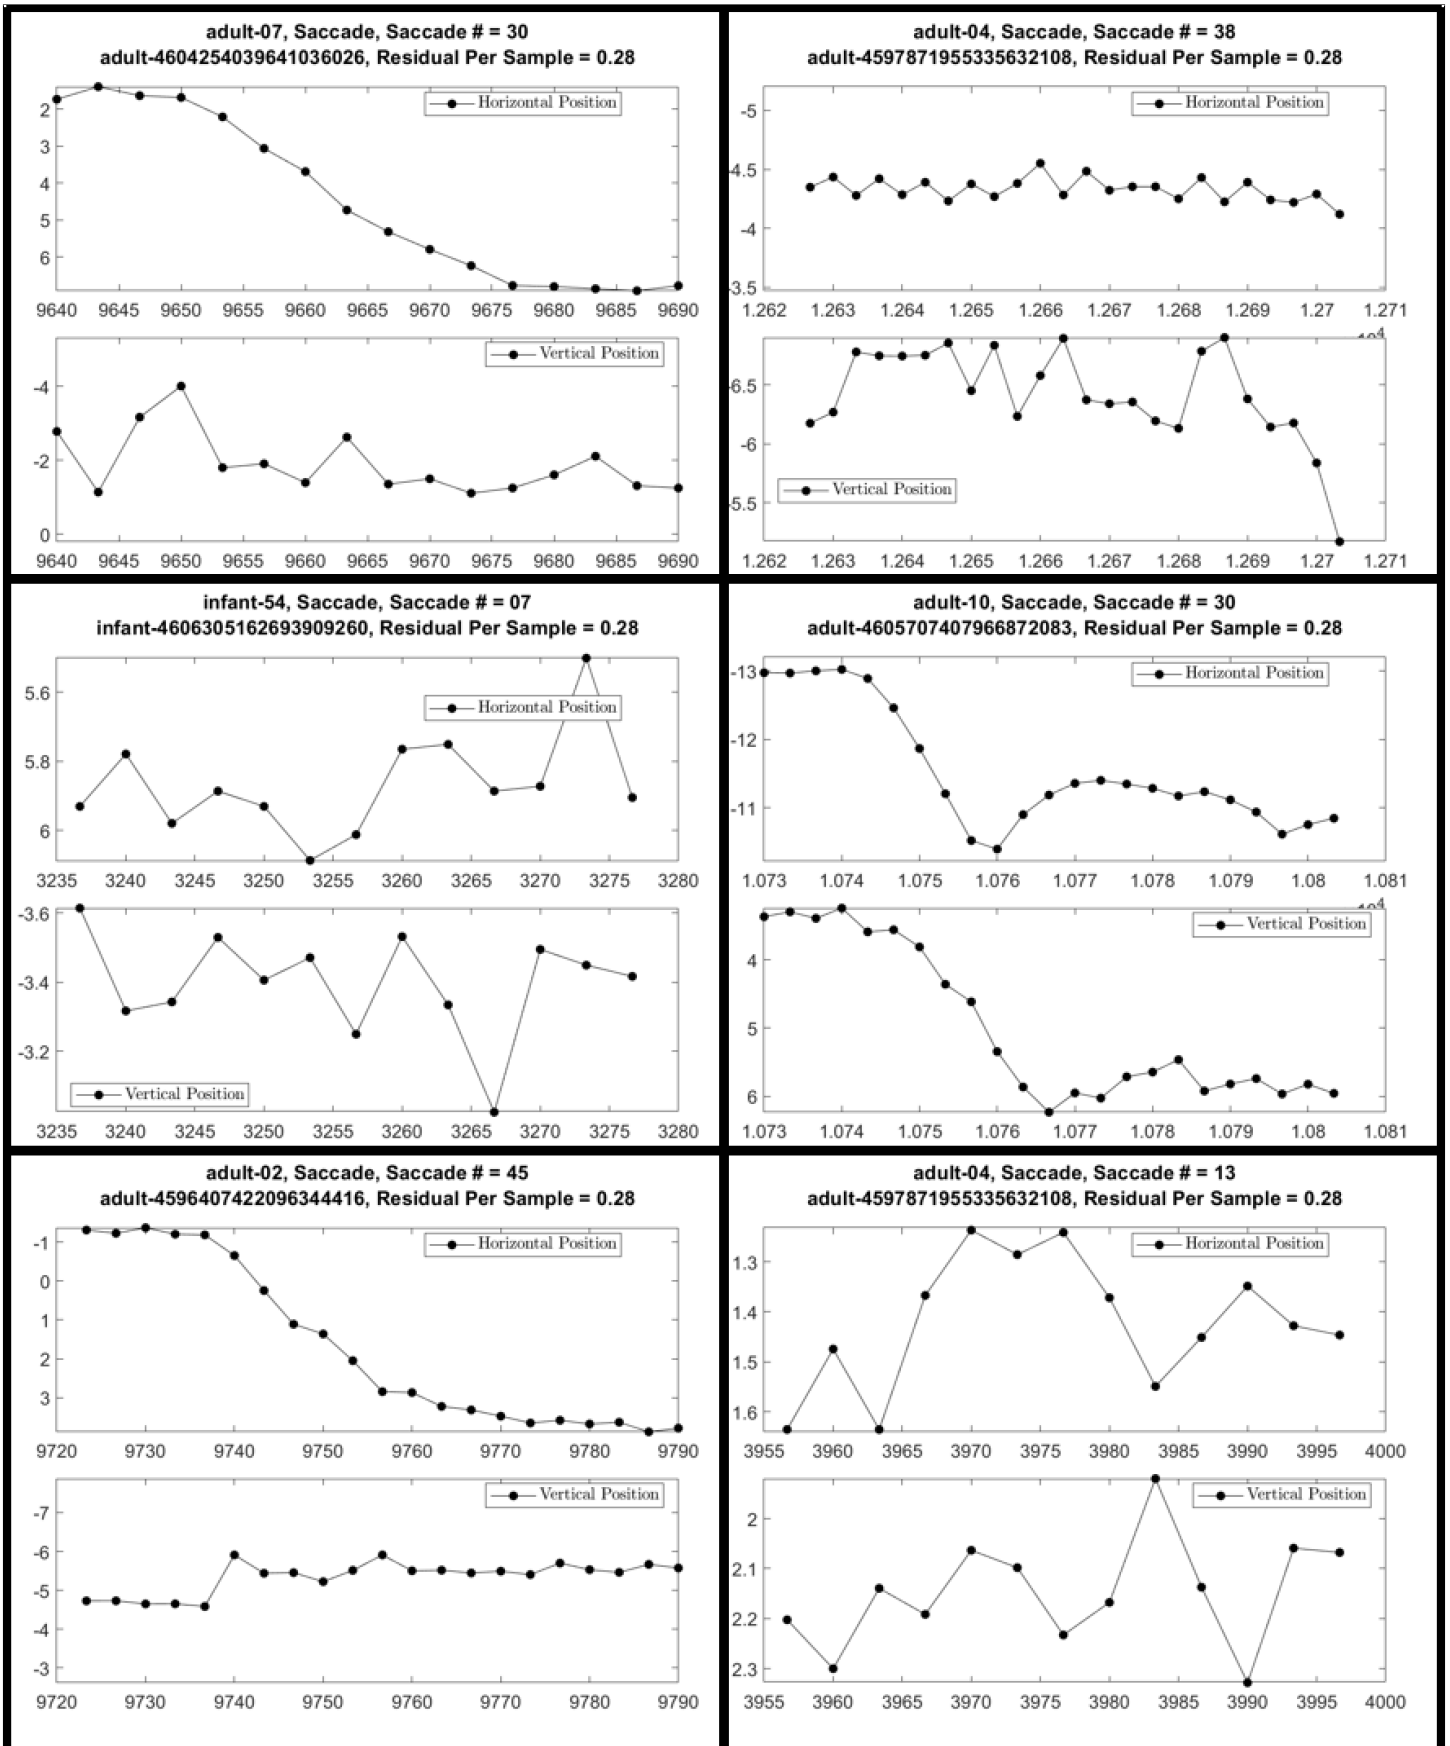 adult-07, Saccade, Saccade # = 30
adult-4604254039641036026, Residual Per Sample = 0.28
Horizontal Position
2
3
4
5
6
9640 9645 9650 9655 9660 9665 9670 9675 9680 9685 9690
Vertical Position
-4
-2
0
9640 9645 9650 9655 9660 9665 9670 9675 9680 9685 9690
adult-04, Saccade, Saccade # = 38
adult-4597871955335632108, Residual Per Sample = 0.28
Horizontal Position
-5
-4.5
-4
-3.5
1.262 1.263 1.264 1.265 1.266 1.267 1.268 1.269 1.27 1.271
-6.5
-6
Vertical Position
-5.5
1.262 1.263 1.264 1.265 1.266 1.267 1.268 1.269 1.27 1.271
infant-54, Saccade, Saccade # = 07
infant-4606305162693909260, Residual Per Sample = 0.28
5.6
Horizontal Position
5.8
6
3235 3240 3245 3250 3255 3260 3265 3270 3275 3280
-3.6
-3.4
-3.2
Vertical Position
3235 3240 3245 3250 3255 3260 3265 3270 3275 3280
adult-10, Saccade, Saccade # = 30
adult-4605707407966872083, Residual Per Sample = 0.28
-13
Horizontal Position
-12
-11
1.073 1.074 1.075 1.076 1.077 1.078 1.079 1.08 1.081
Vertical Position
4
5
6
1.073 1.074 1.075 1.076 1.077 1.078 1.079 1.08 1.081
adult-02, Saccade, Saccade # = 45
adult-4596407422096344416, Residual Per Sample = 0.28
-1
Horizontal Position
0
1
2
3
9720 9730 9740 9750 9760 9770 9780 9790
Vertical Position
-7
-6
-5
-4
-3
9720 9730 9740 9750 9760 9770 9780 9790
adult-04, Saccade, Saccade # = 13
adult-4597871955335632108, Residual Per Sample = 0.28
Horizontal Position
1.3
1.4
1.5
1.6
3955 3960 3965 3970 3975 3980 3985 3990 3995 4000
Vertical Position
2
2.1
2.2
2.3
3955 3960 3965 3970 3975 3980 3985 3990 3995 4000